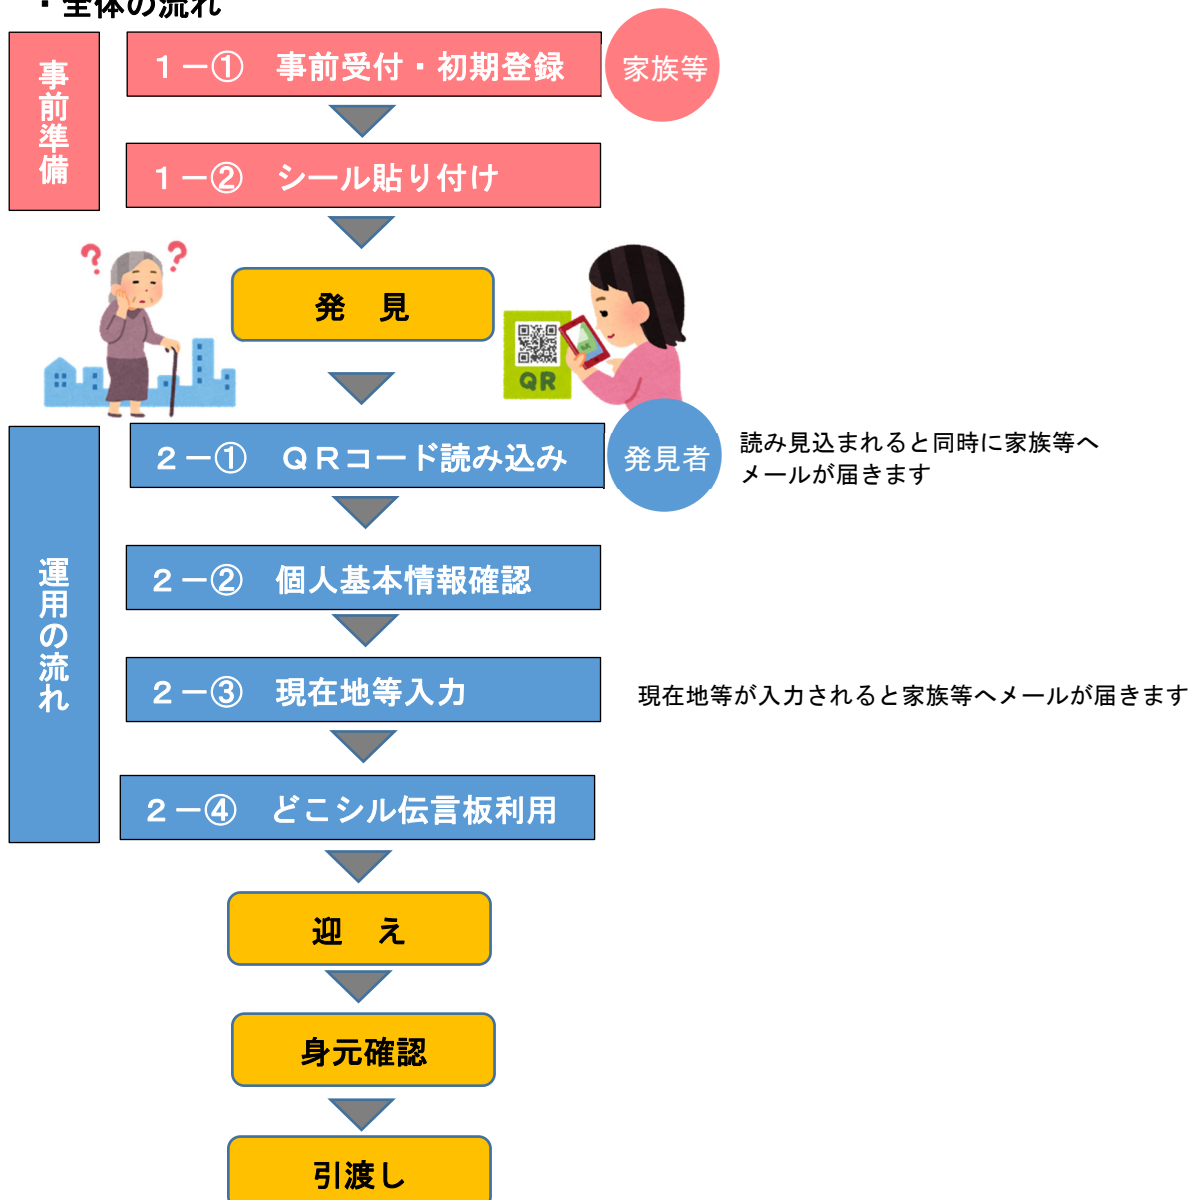 ・全体の流れ
事前準備
１－①　事前受付・初期登録
家族等
１－②　シール貼り付け
？
？
発　見
QR
運用の流れ
２－①　ＱＲコード読み込み
発見者
読み見込まれると同時に家族等へ
メールが届きます
２－②　個人基本情報確認
２－③　現在地等入力
現在地等が入力されると家族等へメールが届きます
２－④　どこシル伝言板利用
迎　え
身元確認
引渡し